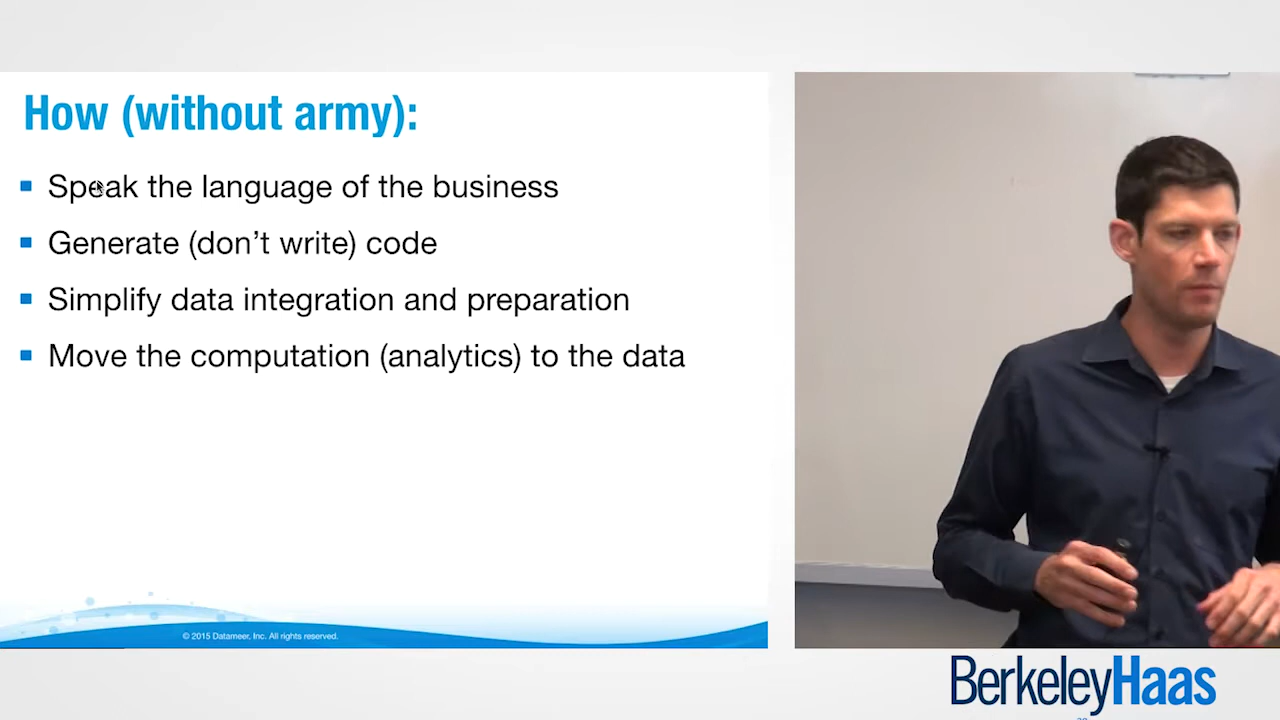 How (without army):
Speak the language of the business
Generate (don't write) code
Simplify data integration and preparation
Move the computation (analytics) to the data
© 2015 Datameer, Inc. All rights reserved.
BerkeleyHaas